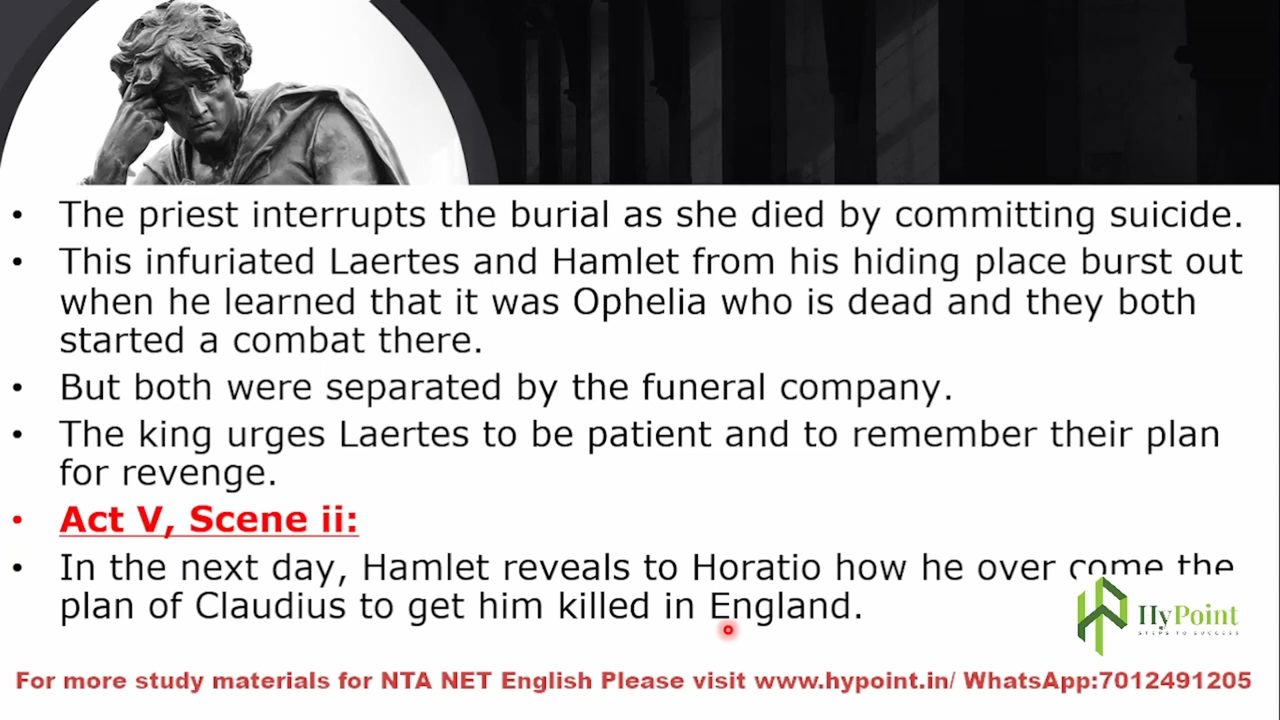 • The priest interrupts the burial as she died by committing suicide.
• This infuriated Laertes and Hamlet from his hiding place burst out
when he learned that it was Ophelia who is dead and they both
started a combat there.
• But both were separated by the funeral company.
• The king urges Laertes to be patient and to remember their plan
for revenge.
• Act V, Scene ii:
• In the next day, Hamlet reveals to Horatio how he over come the
plan of Claudius to get him killed in England.
HyPoint
STEPS TO SUCCESS
For more study materials for NTA NET English Please visit www.hypoint.in/ WhatsApp:7012491205